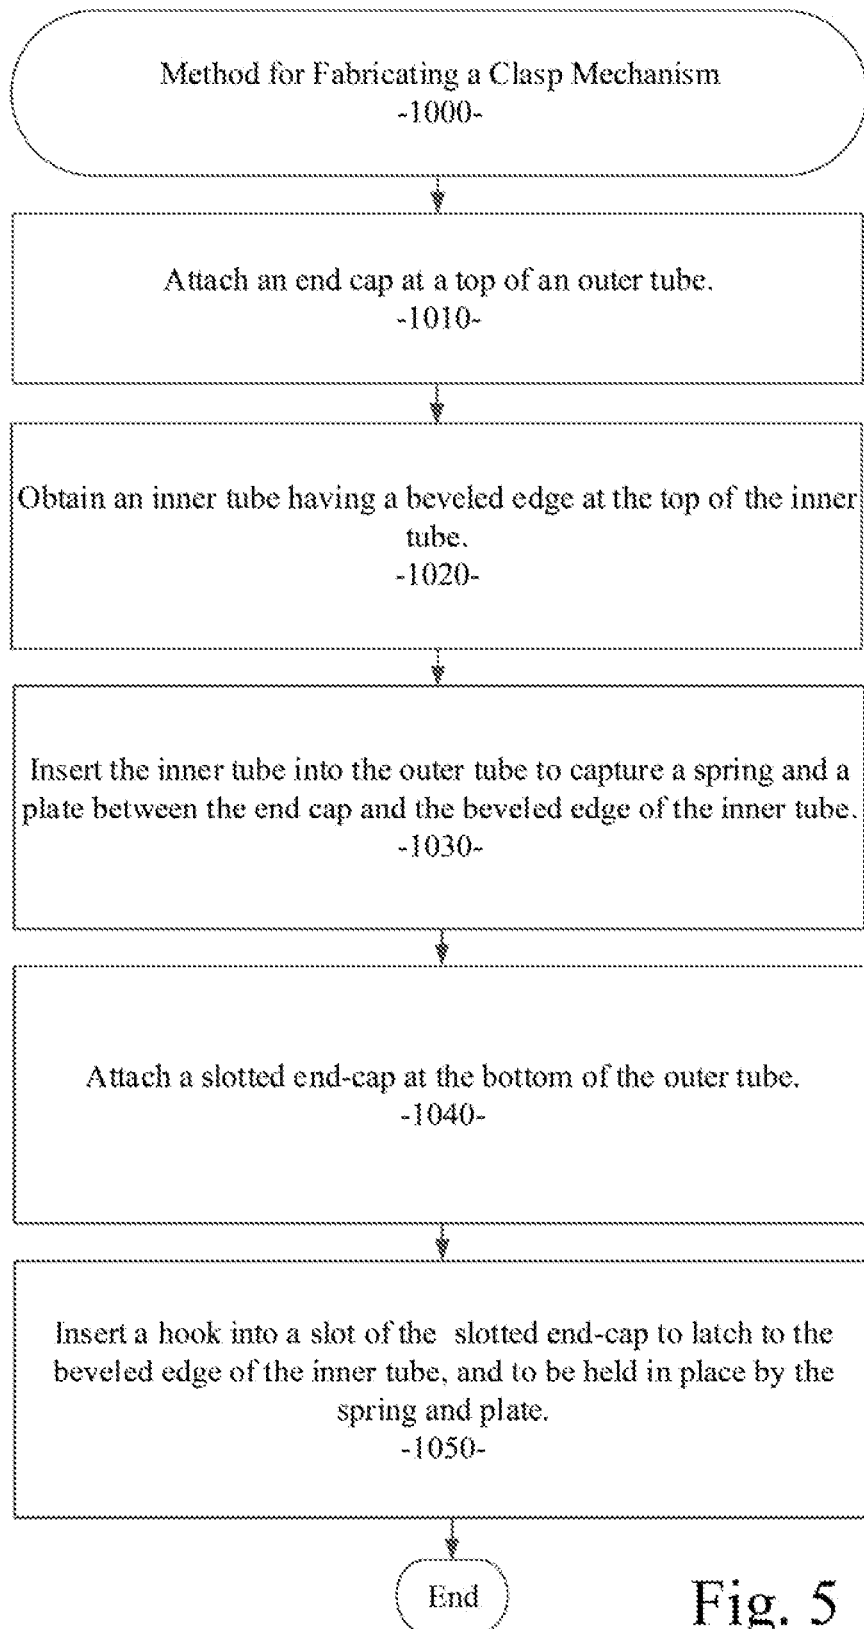 Method for Fabricating a Clasp Mechanism
-1000-
Attach an end cap at a top of an outer tube.
-1010-
Obtain an inner tube having a beveled edge at the top of the inner
tube.
-1020-
Insert the inner tube into the outer tube to capture a spring and a
plate between the end cap and the beveled edge of the inner tube.
-1030-
Attach a slotted end-cap at the bottom of the outer tube.
-1040-
Insert a hook into a slot of the slotted end-cap to latch to the
beveled edge of the inner tube, and to be held in place by the
spring and plate.
-1050-
End
Fig. 5